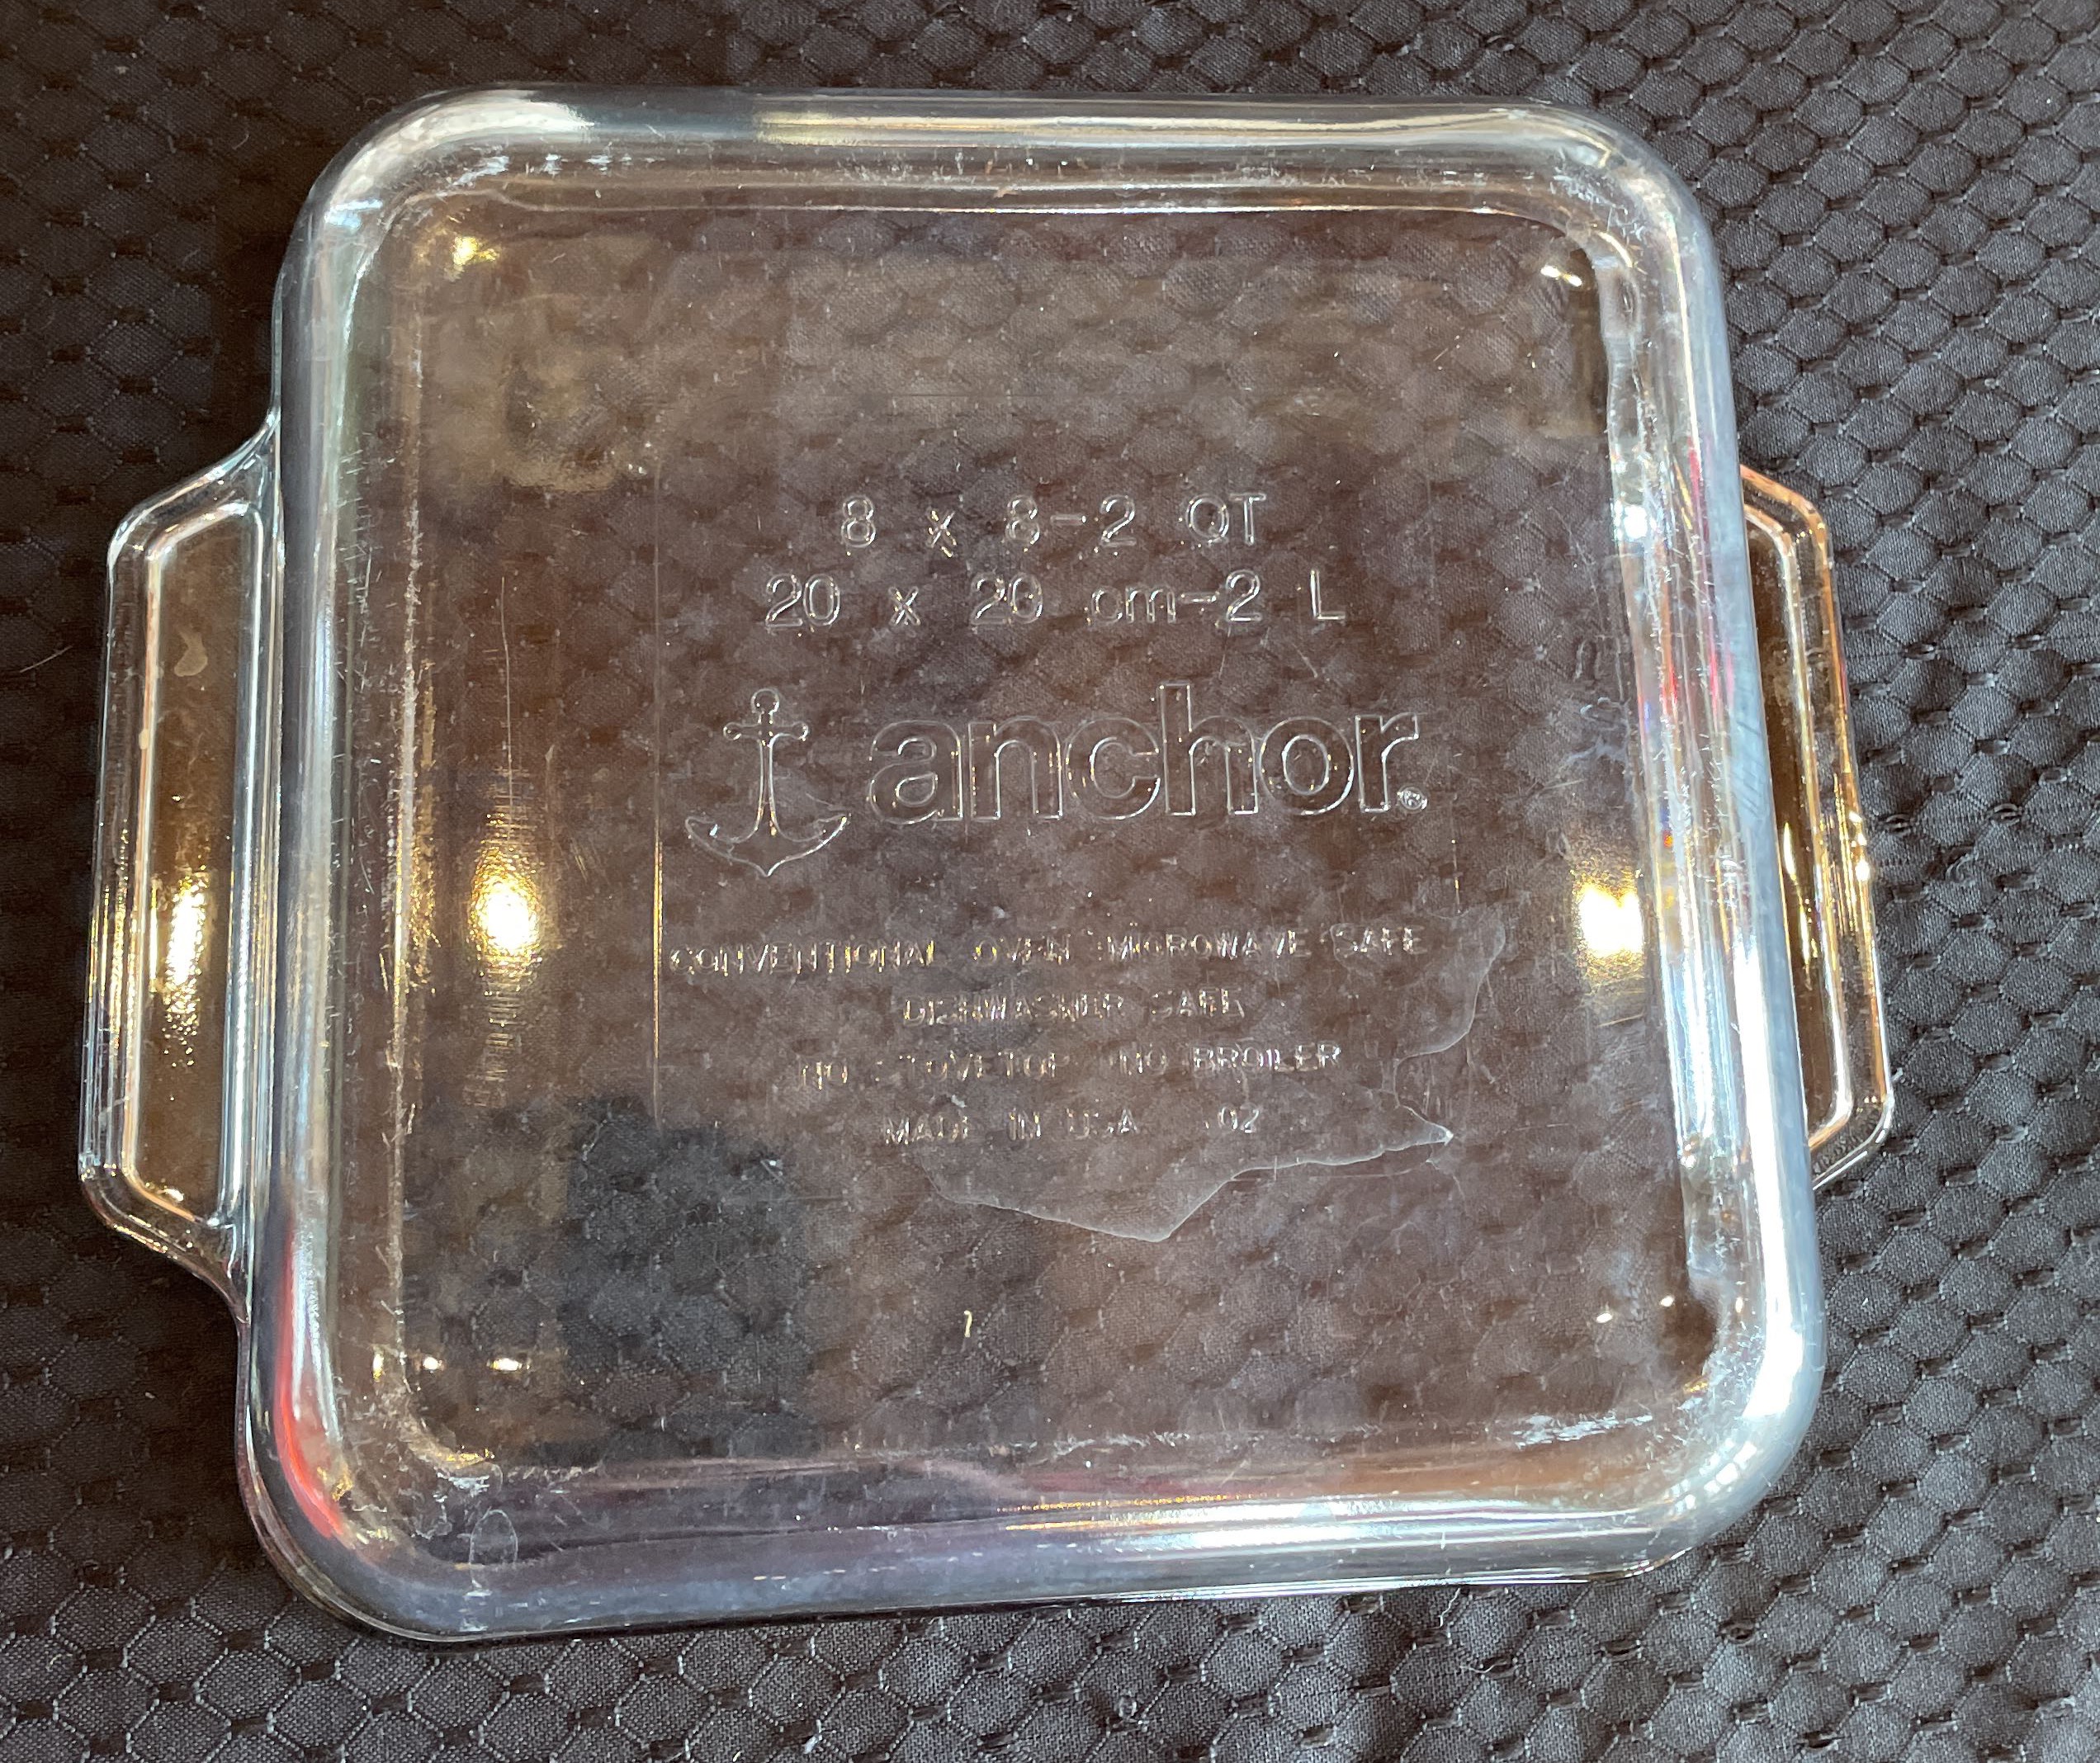 8 x 8-2 QT
20 x 20 cm-2 L
anchor®
CONVENTIONAL OVEN MICROWAVE SAFE
DISHWASHER SAFE
NO STOVETOP NO BROILER
MADE IN USA 02